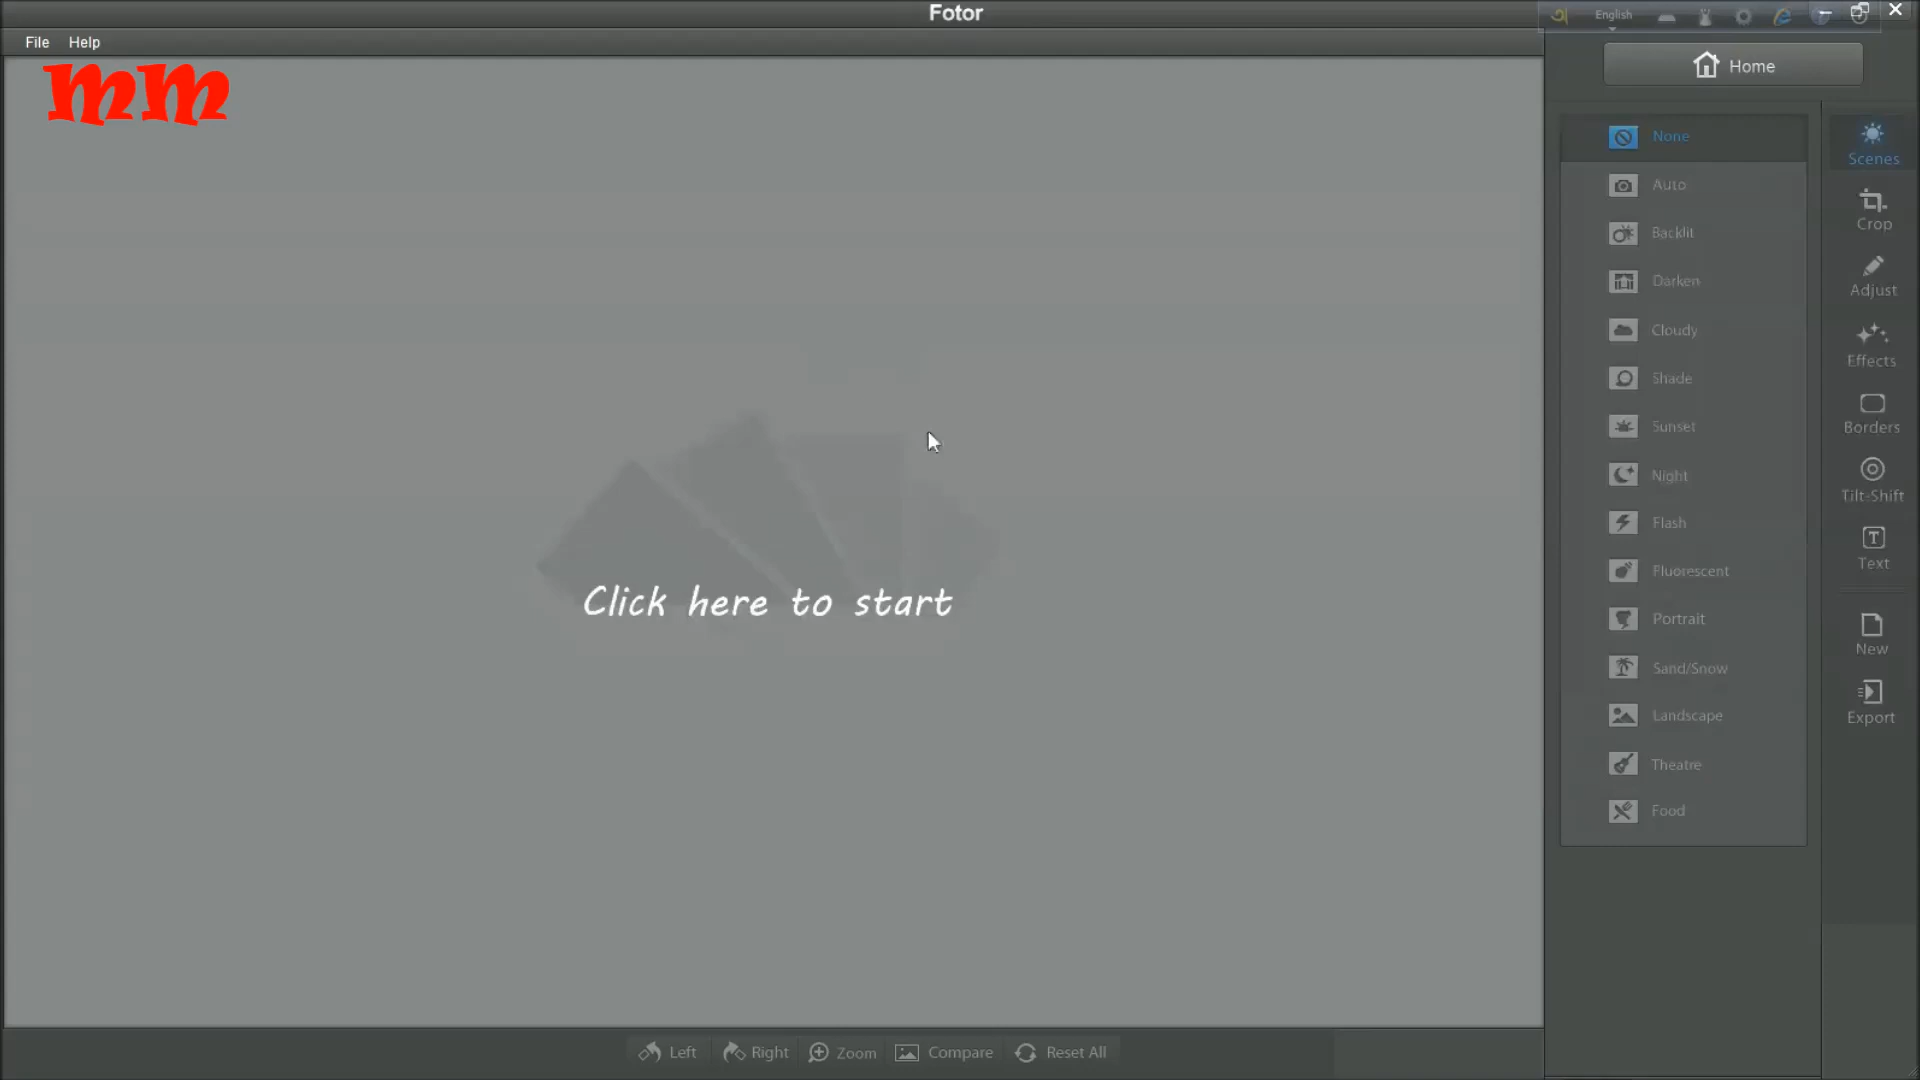 Fotor
English
File Help
Home
mm
None
Auto
Backlit
Darken
Cloudy
Shade
Sunset
Night
Flash
Fluorescent
Portrait
Sand/Snow
Landscape
Theatre
Food
Scenes
Crop
Adjust
Effects
Borders
Tilt-Shift
T
Text
New
Export
Click here to start
Left Right Zoom Compare Reset All